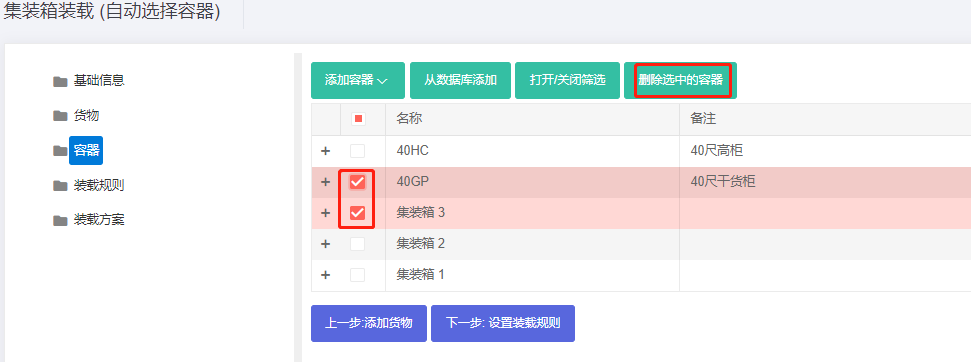 集装箱装载 (自动选择容器)
基础信息
货物
容器
装载规则
装载方案
添加容器 从数据库添加 打开/关闭筛选 删除选中的容器
名称 备注
+ 40HC 40尺高柜
+ 40GP 40尺干货柜
+ 集装箱 3
+ 集装箱 2
+ 集装箱 1
上一步:添加货物 下一步: 设置装载规则